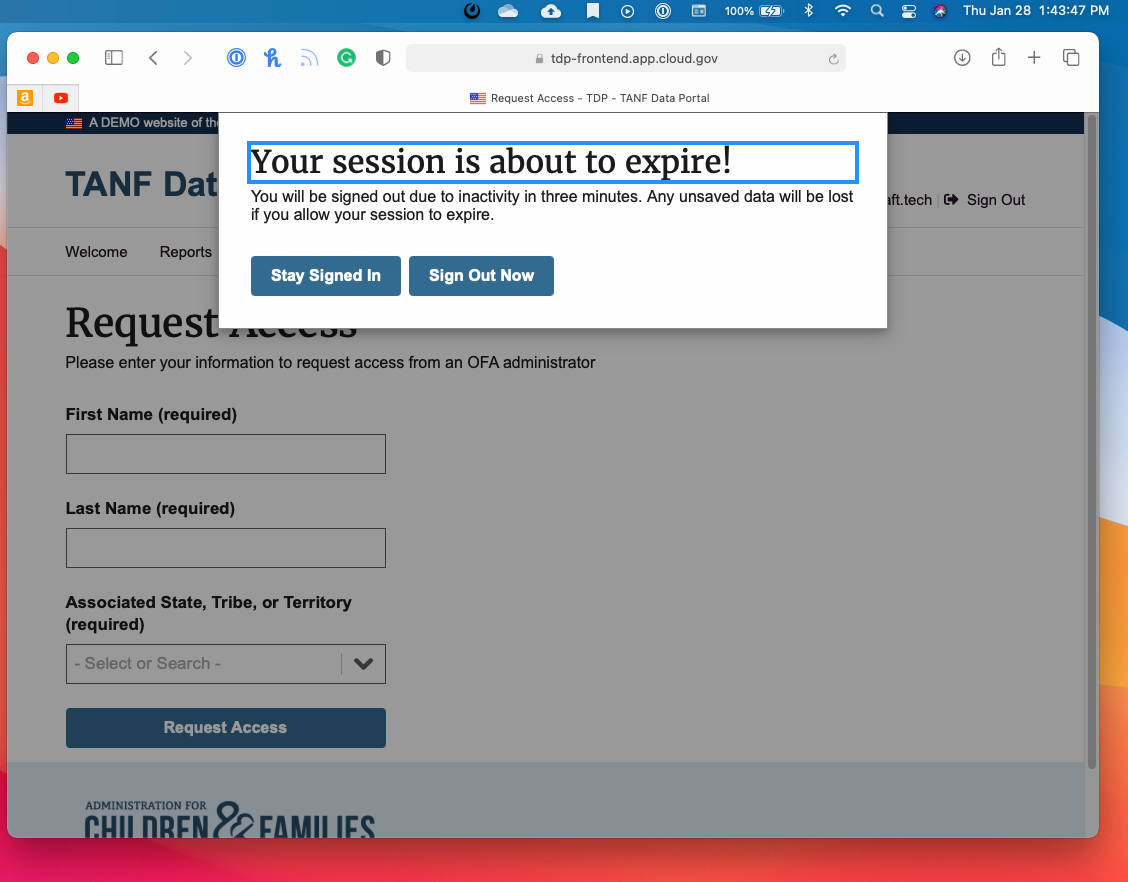 100%
Thu Jan 28 1:43:47 PM
tdp-frontend.app.cloud.gov
Request Access - TDP - TANF Data Portal
A DEMO website of the
Your session is about to expire!
You will be signed out due to inactivity in three minutes. Any unsaved data will be lost
if you allow your session to expire.
Stay Signed In
Sign Out Now
TANF Dat
aft.tech
Sign Out
Welcome
Reports
Request Access
Please enter your information to request access from an OFA administrator
First Name (required)
Last Name (required)
Associated State, Tribe, or Territory
(required)
- Select or Search -
Request Access
ADMINISTRATION FOR
CHILDREN & FAMILIES